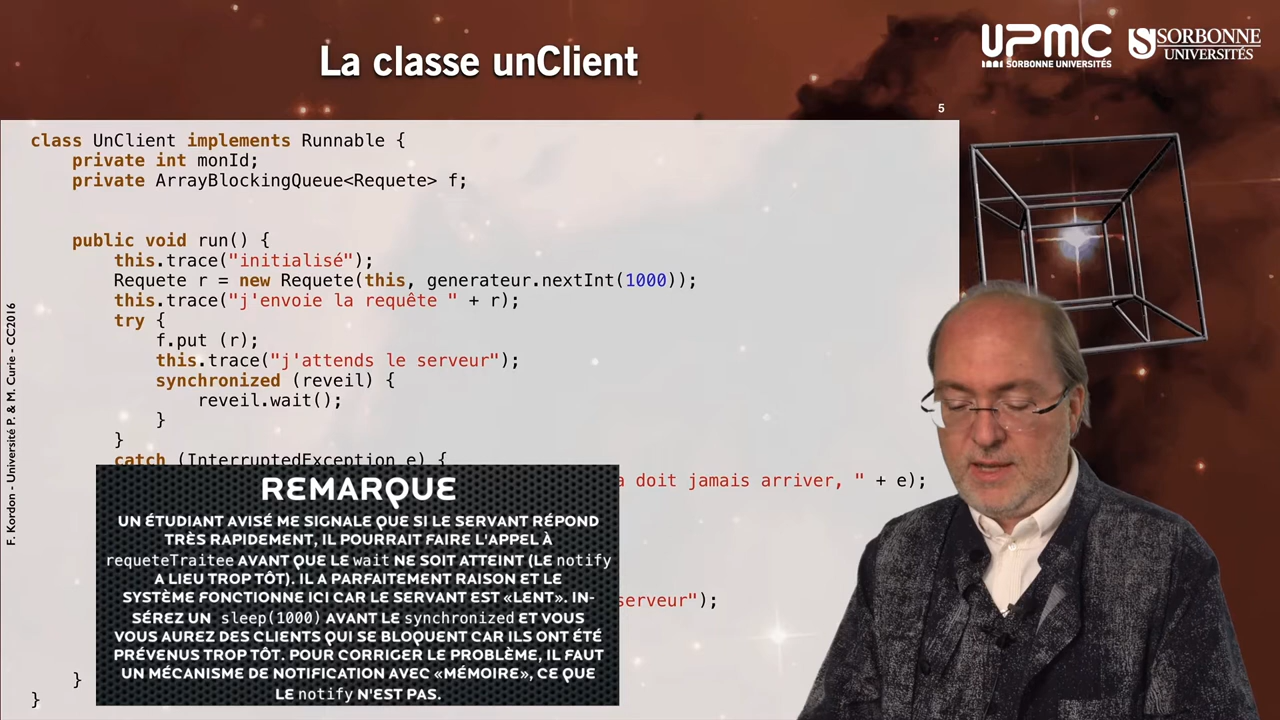 La classe unClient
UPMC
SORBONNE UNIVERSITÉS
SORBONNE
UNIVERSITÉS
5
class UnClient implements Runnable {
private int monId;
private ArrayBlockingQueue<Requete> f;
public void run() {
this.trace("initialisé");
Requete r = new Requete(this, generateur.nextInt(1000));
this.trace("j'envoie la requête " + r);
try {
f.put (r);
this.trace("j'attends le serveur");
synchronized (reveil) {
reveil.wait();
}
}
catch (InterruptedException e) {
a doit jamais arriver, " + e);
serveur");
}
}
REMARQUE
UN ÉTUDIANT AVISÉ ME SIGNALE QUE SI LE SERVANT RÉPOND
TRÈS RAPIDEMENT, IL POURRAIT FAIRE L'APPEL À
requeteTraitee AVANT QUE LE wait NE SOIT ATTEINT (LE notify
A LIEU TROP TÔT). IL A PARFAITEMENT RAISON ET LE
SYSTÈME FONCTIONNE ICI CAR LE SERVANT EST «LENT». IN-
SÉREZ UN sleep(1000) AVANT LE synchronized ET VOUS
VOUS AUREZ DES CLIENTS QUI SE BLOQUENT CAR ILS ONT ÉTÉ
PRÉVENUS TROP TÔT. POUR CORRIGER LE PROBLÈME, IL FAUT
UN MÉCANISME DE NOTIFICATION AVEC «MÉMOIRE», CE QUE
LE notify N'EST PAS.
F. Kordon - Université P. & M. Curie - CC2016